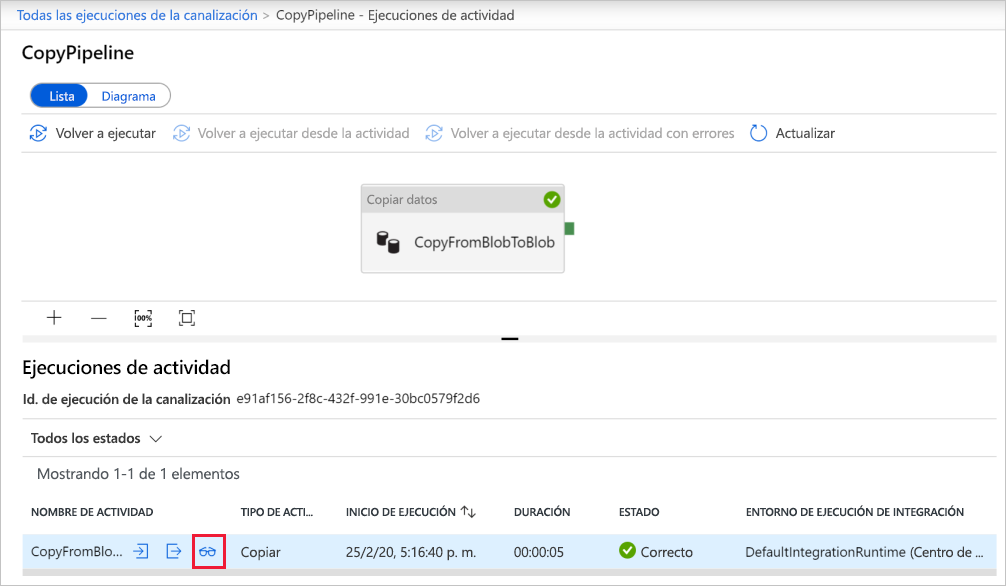 Todas las ejecuciones de la canalización > CopyPipeline - Ejecuciones de actividad
CopyPipeline
Lista Diagrama
Volver a ejecutar Volver a ejecutar desde la actividad Volver a ejecutar desde la actividad con errores Actualizar
Copiar datos
CopyFromBlobToBlob
100%
Ejecuciones de actividad
Id. de ejecución de la canalización e91af156-2f8c-432f-991e-30bc0579f2d6
Todos los estados
Mostrando 1-1 de 1 elementos
NOMBRE DE ACTIVIDAD TIPO DE ACTI... INICIO DE EJECUCIÓN DURACIÓN ESTADO ENTORNO DE EJECUCIÓN DE INTEGRACIÓN
CopyFromBlo... Copiar 25/2/20, 5:16:40 p. m. 00:00:05 Correcto DefaultIntegrationRuntime (Centro de ...